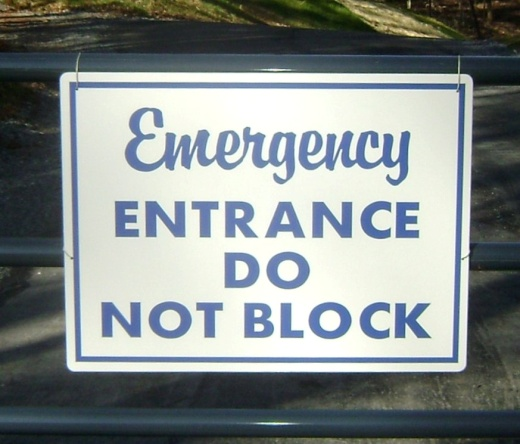 Emergency
ENTRANCE
DO
NOT BLOCK